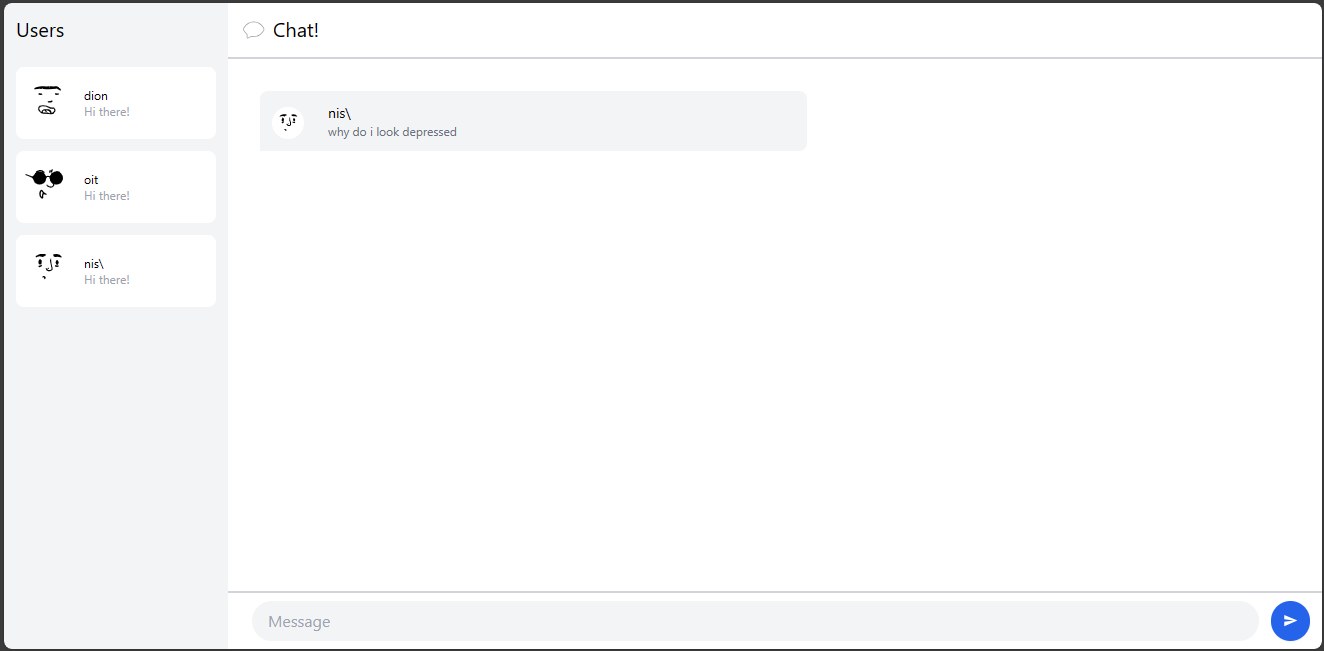 Users
dion
Hi there!
oit
Hi there!
nis\
Hi there!
Chat!
nis\
why do i look depressed
Message